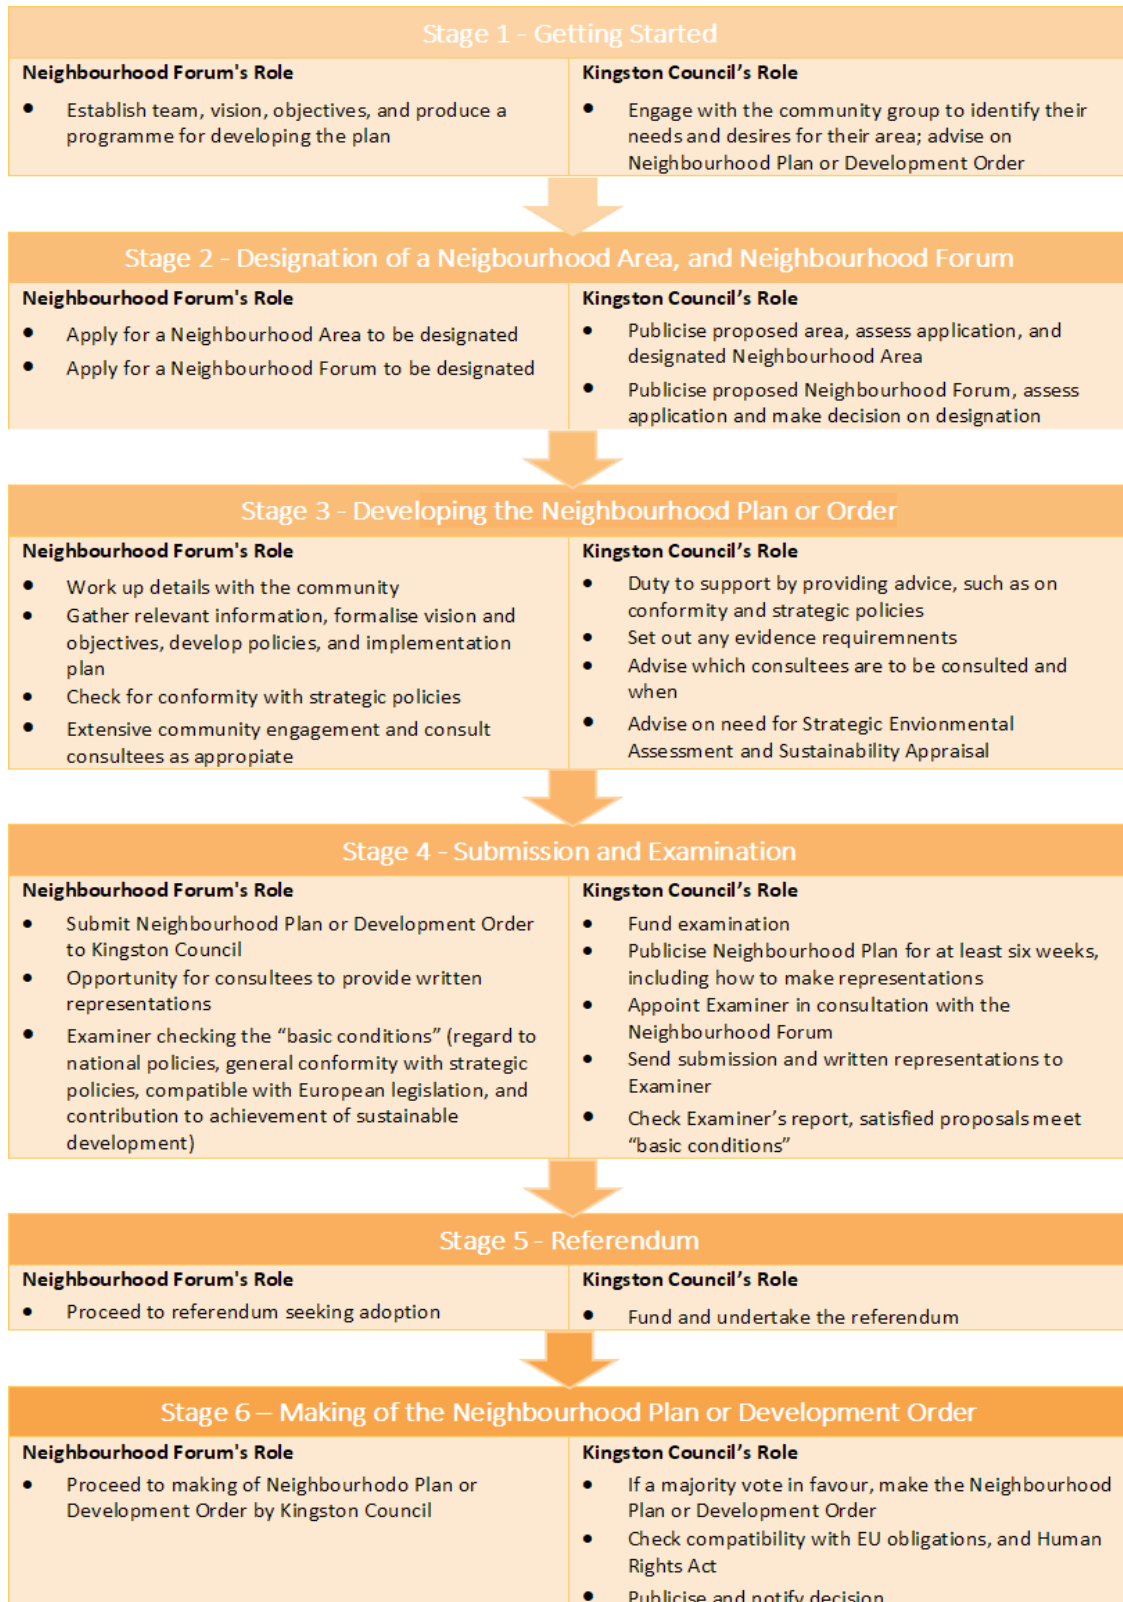 Stage 1 - Getting Started
Neighbourhood Forum's Role
● Establish team, vision, objectives, and produce a
programme for developing the plan
Kingston Council’s Role
● Engage with the community group to identify their
needs and desires for their area; advise on
Neighbourhood Plan or Development Order
Stage 2 - Designation of a Neigbourhood Area, and Neighbourhood Forum
Neighbourhood Forum's Role
● Apply for a Neighbourhood Area to be designated
● Apply for a Neighbourhood Forum to be designated
Kingston Council’s Role
● Publicise proposed area, assess application, and
designated Neighbourhood Area
● Publicise proposed Neighbourhood Forum, assess
application and make decision on designation
Stage 3 - Developing the Neighbourhood Plan or Order
Neighbourhood Forum's Role
● Work up details with the community
● Gather relevant information, formalise vision and
objectives, develop policies, and implementation
plan
● Check for conformity with strategic policies
● Extensive community engagement and consult
consultees as appropiate
Kingston Council’s Role
● Duty to support by providing advice, such as on
conformity and strategic policies
● Set out any evidence requiremnents
● Advise which consultees are to be consulted and
when
● Advise on need for Strategic Envionmental
Assessment and Sustainability Appraisal
Stage 4 - Submission and Examination
Neighbourhood Forum's Role
● Submit Neighbourhood Plan or Development Order
to Kingston Council
● Opportunity for consultees to provide written
representations
● Examiner checking the “basic conditions” (regard to
national policies, general conformity with strategic
policies, compatible with European legislation, and
contribution to achievement of sustainable
development)
Kingston Council’s Role
● Fund examination
● Publicise Neighbourhood Plan for at least six weeks,
including how to make representations
● Appoint Examiner in consultation with the
Neighbourhood Forum
● Send submission and written representations to
Examiner
● Check Examiner’s report, satisfied proposals meet
“basic conditions”
Stage 5 - Referendum
Neighbourhood Forum's Role
● Proceed to referendum seeking adoption
Kingston Council’s Role
● Fund and undertake the referendum
Stage 6 – Making of the Neighbourhood Plan or Development Order
Neighbourhood Forum's Role
● Proceed to making of Neighbourhodo Plan or
Development Order by Kingston Council
Kingston Council’s Role
● If a majority vote in favour, make the Neighbourhood
Plan or Development Order
● Check compatibility with EU obligations, and Human
Rights Act
● Publicise and notify decision